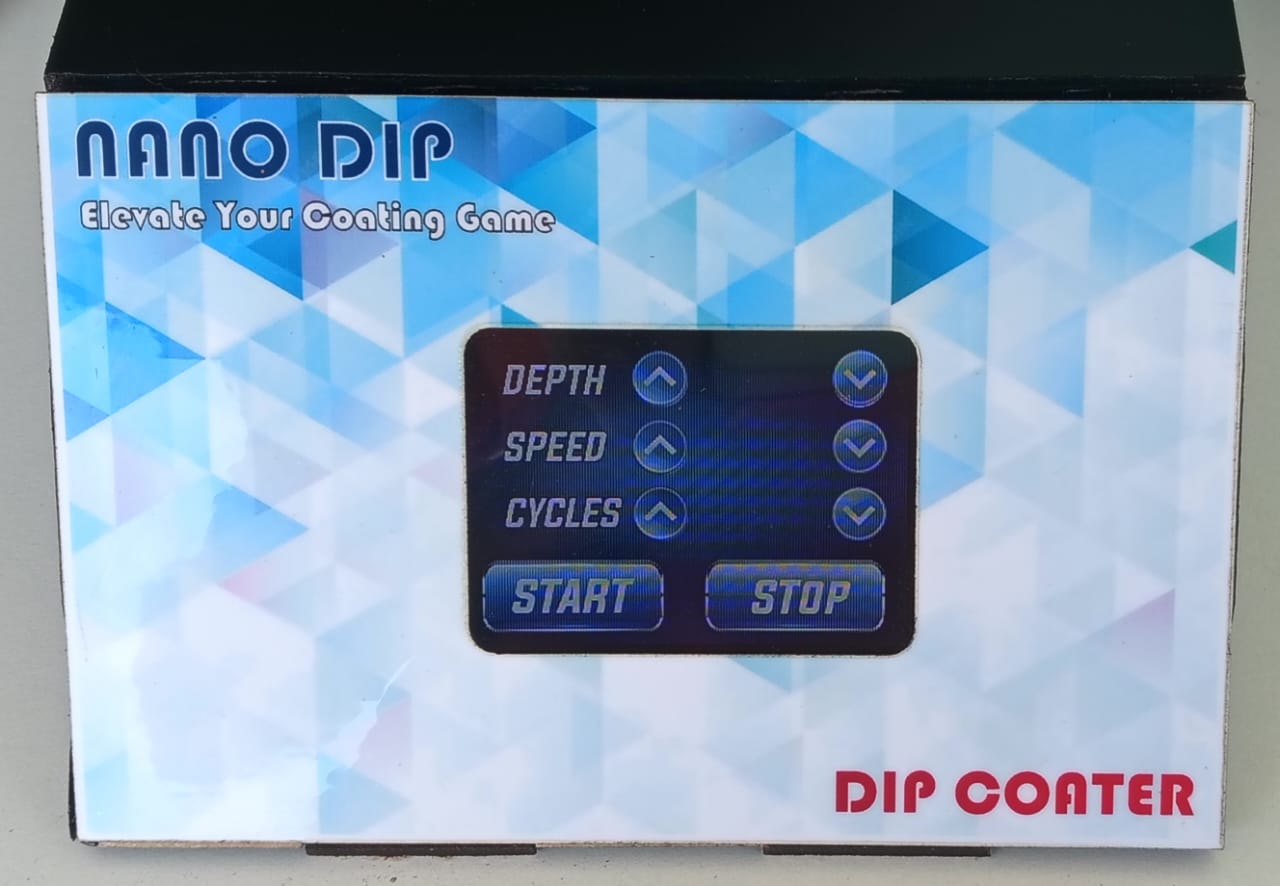 NANO DIP
Elevate Your Coating Game
DEPTH
SPEED
CYCLES
START STOP
DIP COATER